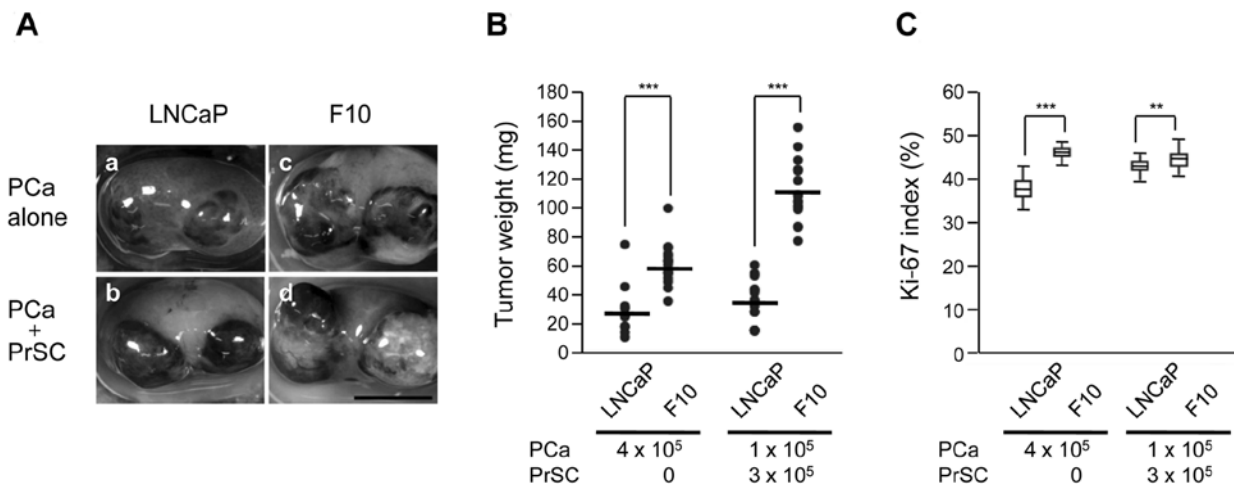 A
LNCaP F10
PCa alone
a c
PCa + PrSC
b d
B
Tumor weight (mg)
180
160
140
120
100
80
60
40
20
0
*** ***
LNCaP F10 LNCaP F10
PCa 4 x 10⁵ 1 x 10⁵
PrSC 0 3 x 10⁵
C
Ki-67 index (%)
60
50
40
30
20
10
0
*** **
LNCaP F10 LNCaP F10
PCa 4 x 10⁵ 1 x 10⁵
PrSC 0 3 x 10⁵